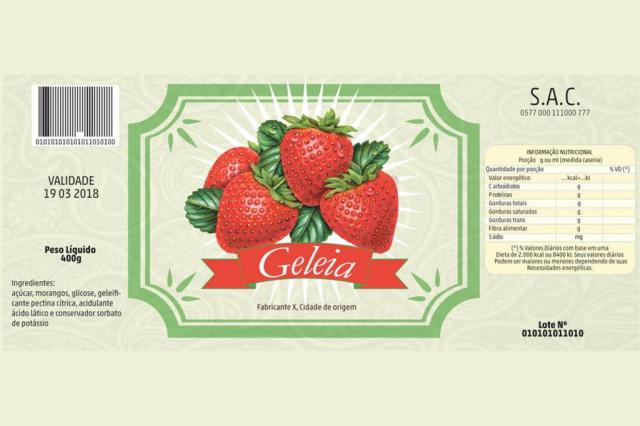 01010101010101101010 0
VALIDADE
19 03 2018
Peso Líquido
400g
Ingredientes:
açúcar, morangos, glicose, geleifi-
cante pectina cítrica, acidulante
ácido lático e conservador sorbato
de potássio
Geleia
Fabricante X, Cidade de origem
S.A.C.
0577 000 111000 777
INFORMAÇÃO NUTRICIONAL
Porção g ou ml (medida caseira)
Quantidade por porção % VD (*)
Valor energético ... kcal=...kJ
Carboidratos g
Proteínas g
Gorduras totais g
Gorduras saturadas g
Gorduras trans g
Fibra alimentar g
Sódio mg
(*) % Valores Diários com base em uma
Dieta de 2.000 kcal ou 8400 kJ. Seus valores diários
Podem ser maiores ou menores dependendo de suas
Necessidades energéticas.
Lote Nº
010101011010